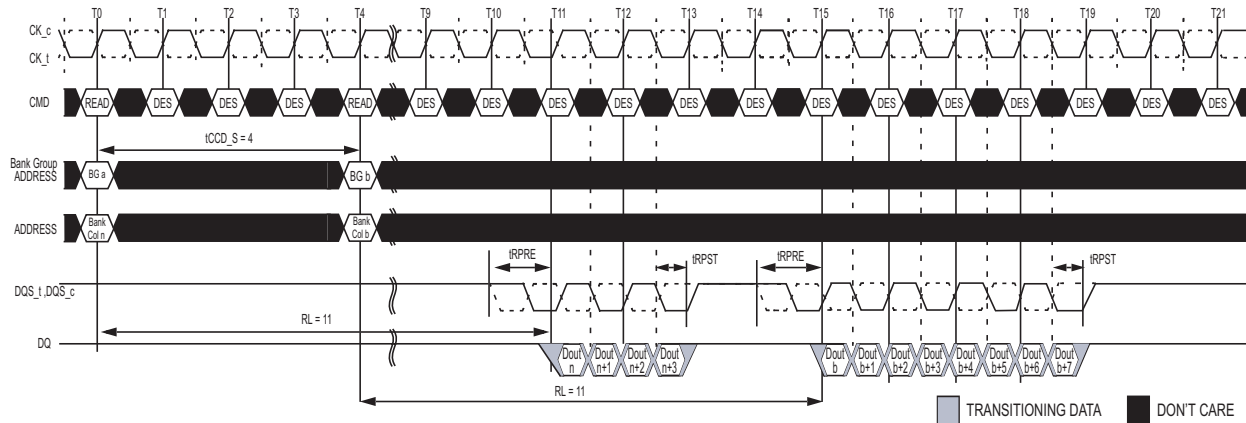 T0 T1 T2 T3 T4 T9 T10 T11 T12 T13 T14 T15 T16 T17 T18 T19 T20 T21
CK_c
CK_t
CMD READ DES DES DES READ DES DES DES DES DES DES DES DES DES DES DES DES DES
tCCD_S = 4
Bank Group
ADDRESS
BG a
BG b
ADDRESS
Bank
Col n
Bank
Col b
tRPRE
tRPST
tRPRE
tRPST
DQS_t ,DQS_c
RL = 11
DQ
Dout Dout Dout Dout Dout Dout Dout Dout Dout Dout Dout Dout
n n+1 n+2 n+3 b b+1 b+2 b+3 b+4 b+5 b+6 b+7
RL = 11
TRANSITIONING DATA DON'T CARE